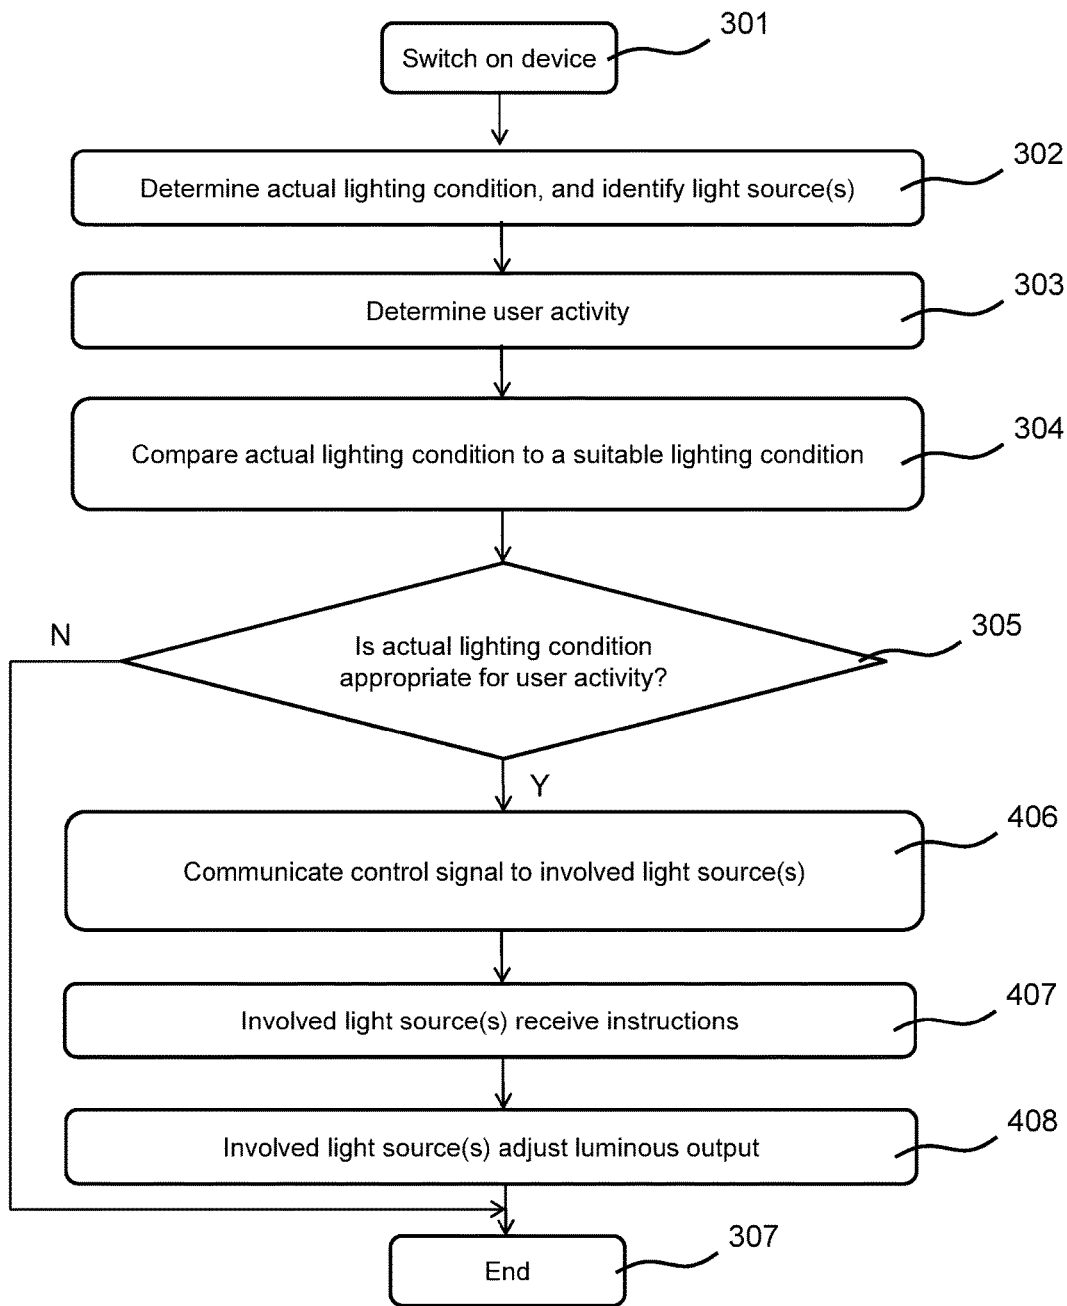 Switch on device
301
302
Determine actual lighting condition, and identify light source(s)
303
Determine user activity
304
Compare actual lighting condition to a suitable lighting condition
N
305
Is actual lighting condition
appropriate for user activity?
Y
406
Communicate control signal to involved light source(s)
407
Involved light source(s) receive instructions
408
Involved light source(s) adjust luminous output
307
End